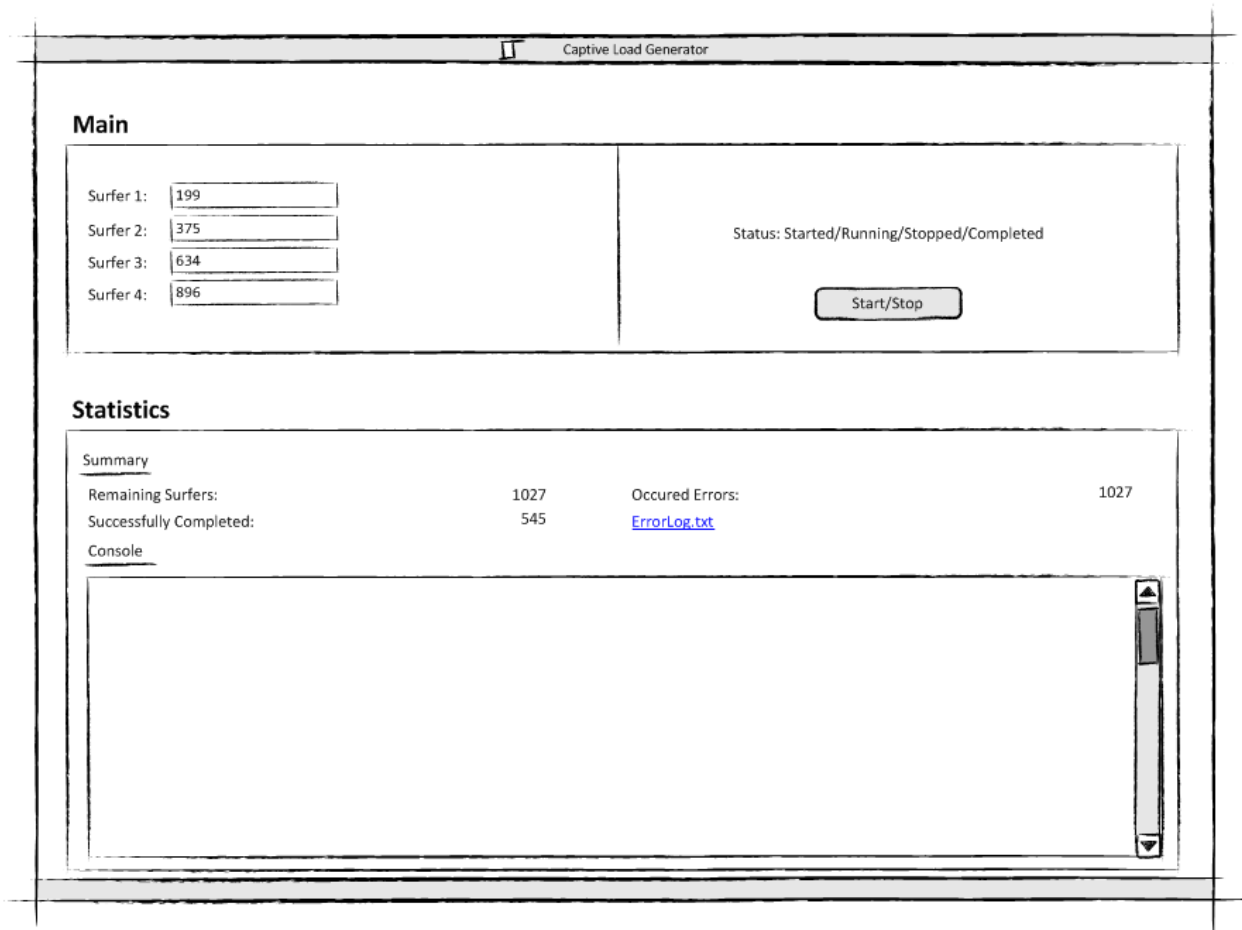 Captive Load Generator
Main
Surfer 1: 199
Surfer 2: 375
Surfer 3: 634
Surfer 4: 896
Status: Started/Running/Stopped/Completed
Start/Stop
Statistics
Summary
Remaining Surfers: 1027 Occured Errors: 1027
Successfully Completed: 545 ErrorLog.txt
Console